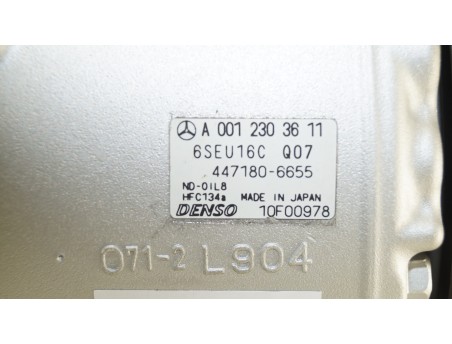 A 001 230 36 11
6SEU16C Q07
447180-6655
ND-OIL8
HFC134a MADE IN JAPAN
DENSO 10F00978
071-2 L904